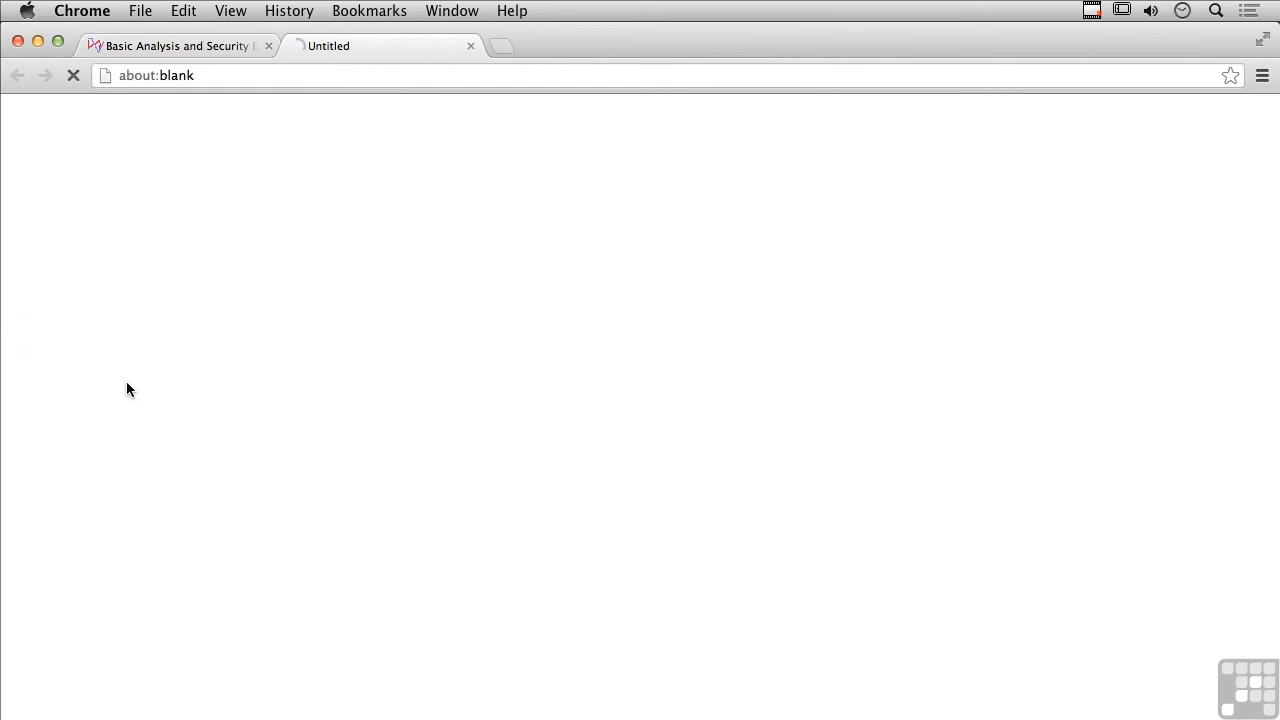 Chrome File Edit View History Bookmarks Window Help
Basic Analysis and Security E Untitled
about:blank